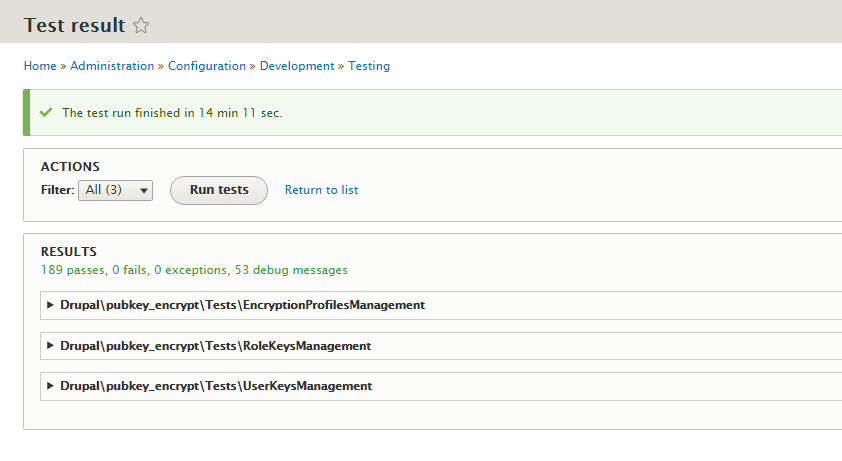 Test result
Home » Administration » Configuration » Development » Testing
The test run finished in 14 min 11 sec.
ACTIONS
Filter: All (3) Run tests Return to list
RESULTS
189 passes, 0 fails, 0 exceptions, 53 debug messages
Drupal\pubkey_encrypt\Tests\EncryptionProfilesManagement
Drupal\pubkey_encrypt\Tests\RoleKeysManagement
Drupal\pubkey_encrypt\Tests\UserKeysManagement